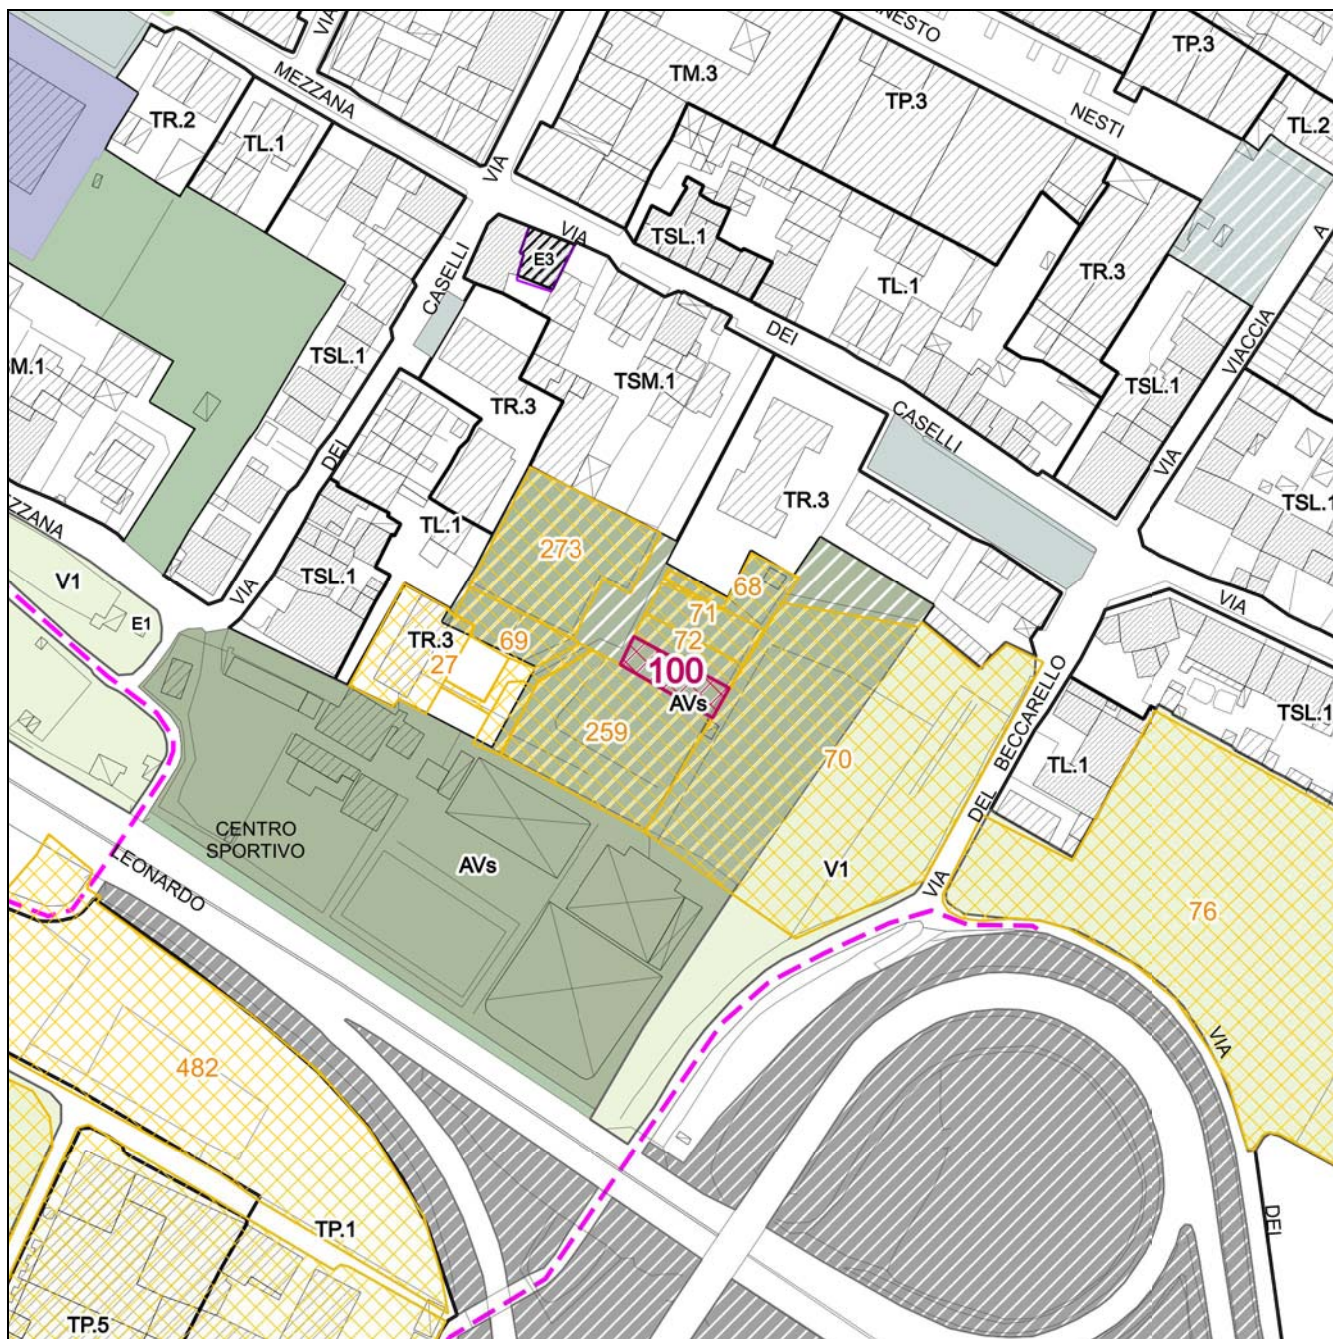 VIA
NESTO
TP.3
TM.3
MEZZANA
TP.3
TR.2
NESTI
TL.2
TL.1
VIA
A
VIA
TSL.1
E3
CASELLI
TR.3
TL.1
DEI
VIACCIA
TSL.1
TSM.1
TSL.1
TR.3
CASELLI
DEI
VIA
TR.3
TSL.1
TL.1
273
TSL.1
V1
VIA
E1
68
71
VIA
TR.3
69
72
27
100
AVs
BECCARELLO
TSL.1
259
70
TL.1
DEL
CENTRO
SPORTIVO
AVs
V1
LEONARDO
VIA
76
482
VIA
TP.1
DEI
TP.5